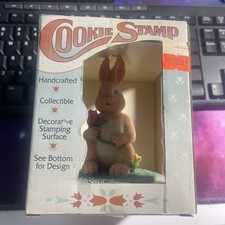 COOKIE STAMP
Handcrafted
Collectible
Decorative
Stamping
Surface
See Bottom
for Design